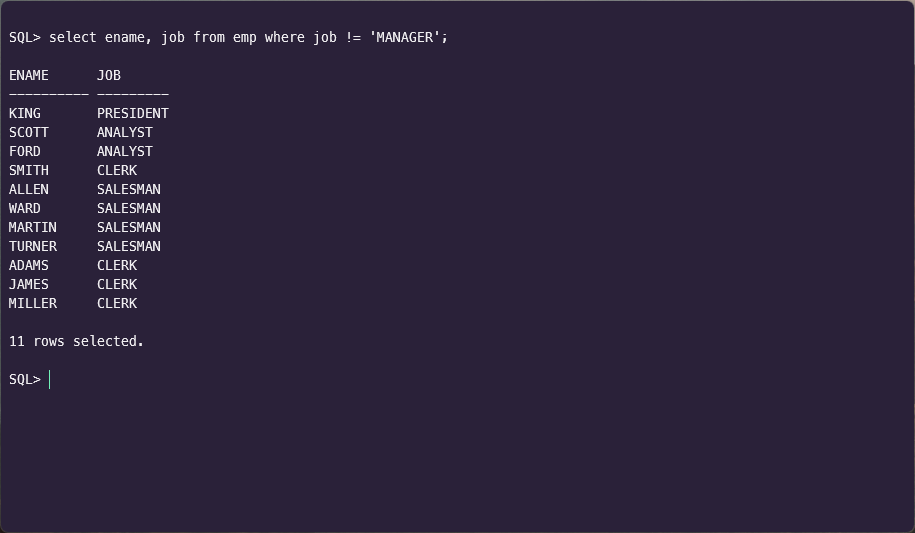 SQL> select ename, job from emp where job != 'MANAGER';
ENAME      JOB
---------- ---------
KING       PRESIDENT
SCOTT      ANALYST
FORD       ANALYST
SMITH      CLERK
ALLEN      SALESMAN
WARD       SALESMAN
MARTIN     SALESMAN
TURNER     SALESMAN
ADAMS      CLERK
JAMES      CLERK
MILLER     CLERK
11 rows selected.
SQL>